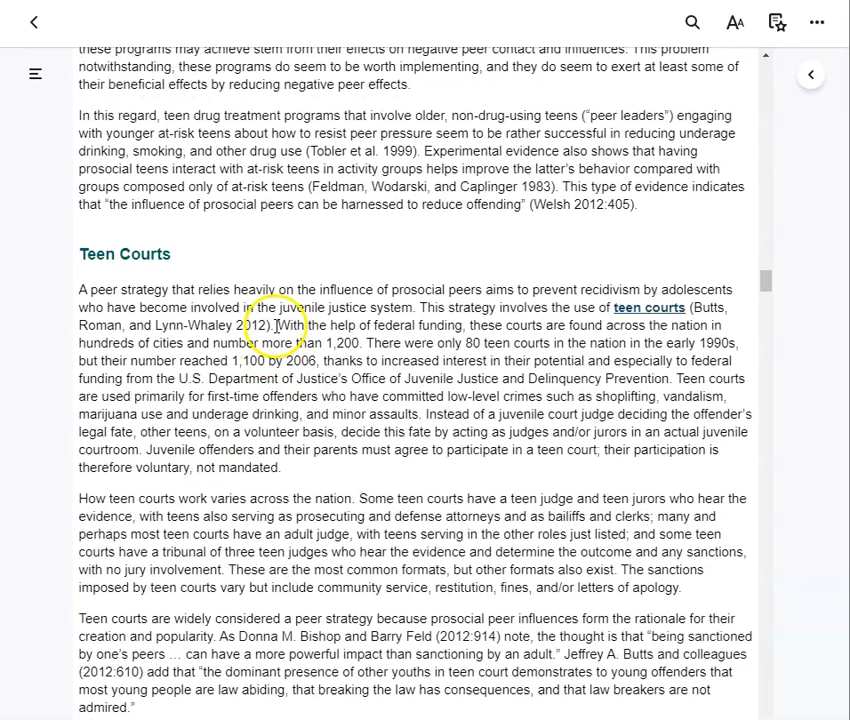 these programs may achieve stem from their effects on negative peer contact and influences. This problem
notwithstanding, these programs do seem to be worth implementing, and they do seem to exert at least some of
their beneficial effects by reducing negative peer effects.
In this regard, teen drug treatment programs that involve older, non-drug-using teens (“peer leaders”) engaging
with younger at-risk teens about how to resist peer pressure seem to be rather successful in reducing underage
drinking, smoking, and other drug use (Tobler et al. 1999). Experimental evidence also shows that having
prosocial teens interact with at-risk teens in activity groups helps improve the latter’s behavior compared with
groups composed only of at-risk teens (Feldman, Wodarski, and Caplinger 1983). This type of evidence indicates
that “the influence of prosocial peers can be harnessed to reduce offending” (Welsh 2012:405).
Teen Courts
A peer strategy that relies heavily on the influence of prosocial peers aims to prevent recidivism by adolescents
who have become involved in the juvenile justice system. This strategy involves the use of teen courts (Butts,
Roman, and Lynn-Whaley 2012). With the help of federal funding, these courts are found across the nation in
hundreds of cities and number more than 1,200. There were only 80 teen courts in the nation in the early 1990s,
but their number reached 1,100 by 2006, thanks to increased interest in their potential and especially to federal
funding from the U.S. Department of Justice’s Office of Juvenile Justice and Delinquency Prevention. Teen courts
are used primarily for first-time offenders who have committed low-level crimes such as shoplifting, vandalism,
marijuana use and underage drinking, and minor assaults. Instead of a juvenile court judge deciding the offender’s
legal fate, other teens, on a volunteer basis, decide this fate by acting as judges and/or jurors in an actual juvenile
courtroom. Juvenile offenders and their parents must agree to participate in a teen court; their participation is
therefore voluntary, not mandated.
How teen courts work varies across the nation. Some teen courts have a teen judge and teen jurors who hear the
evidence, with teens also serving as prosecuting and defense attorneys and as bailiffs and clerks; many and
perhaps most teen courts have an adult judge, with teens serving in the other roles just listed; and some teen
courts have a tribunal of three teen judges who hear the evidence and determine the outcome and any sanctions,
with no jury involvement. These are the most common formats, but other formats also exist. The sanctions
imposed by teen courts vary but include community service, restitution, fines, and/or letters of apology.
Teen courts are widely considered a peer strategy because prosocial peer influences form the rationale for their
creation and popularity. As Donna M. Bishop and Barry Feld (2012:914) note, the thought is that “being sanctioned
by one’s peers … can have a more powerful impact than sanctioning by an adult.” Jeffrey A. Butts and colleagues
(2012:610) add that “the dominant presence of other youths in teen court demonstrates to young offenders that
most young people are law abiding, that breaking the law has consequences, and that law breakers are not
admired.”